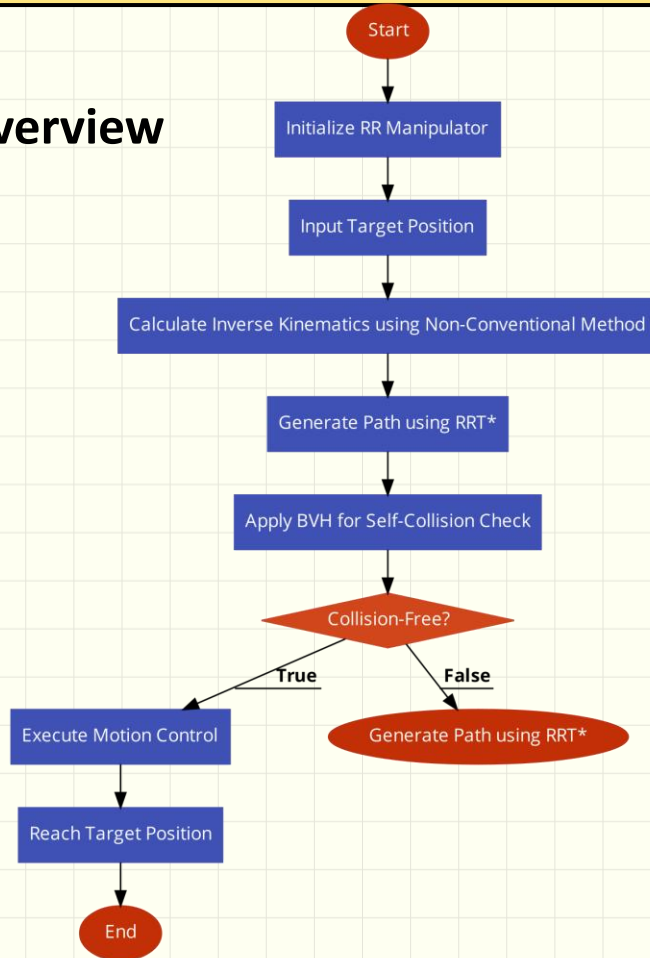 Start
verview
Initialize RR Manipulator
Input Target Position
Calculate Inverse Kinematics using Non-Conventional Method
Generate Path using RRT*
Apply BVH for Self-Collision Check
Collision-Free?
True
False
Execute Motion Control
Generate Path using RRT*
Reach Target Position
End